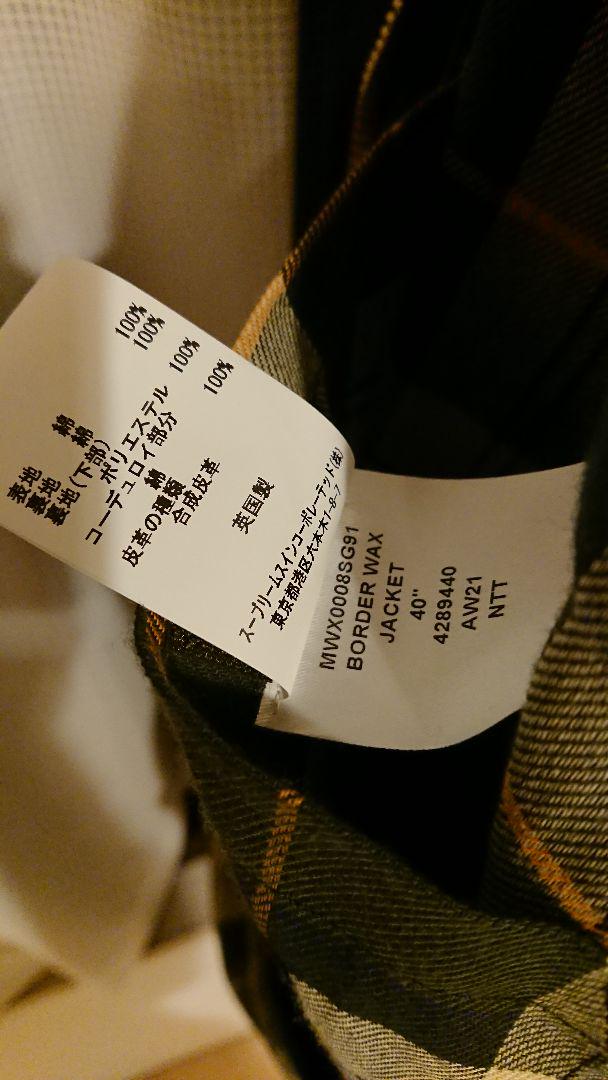 表地 綿 100%
裏地 綿 100%
裏地(下部) ポリエステル 100%
コーデュロイ部分
綿 100%
皮革の種類
合成皮革
英国製
スープリームスインコーポレーテッド(株)
東京都港区六本木7-8-7
MWX0008SG91
BORDER WAX
JACKET
40"
4289440
AW21
NTT